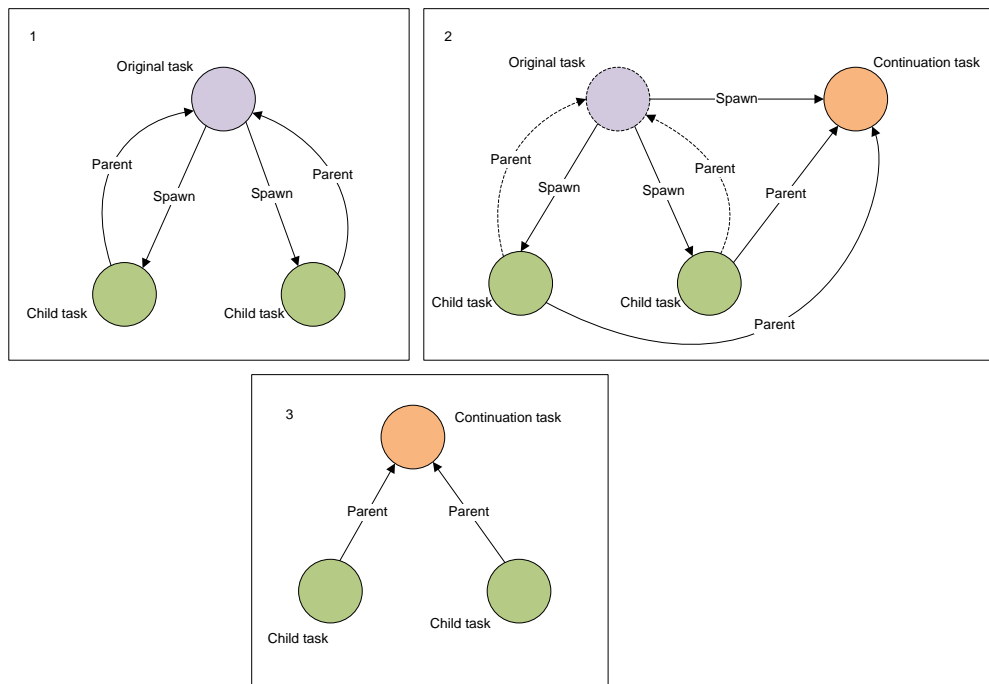 1
Original task
Parent
Parent
Spawn
Spawn
Child task
Child task
2
Original task
Continuation task
Spawn
Parent
Parent
Spawn
Spawn
Parent
Child task
Child task
Parent
3
Continuation task
Parent
Parent
Child task
Child task